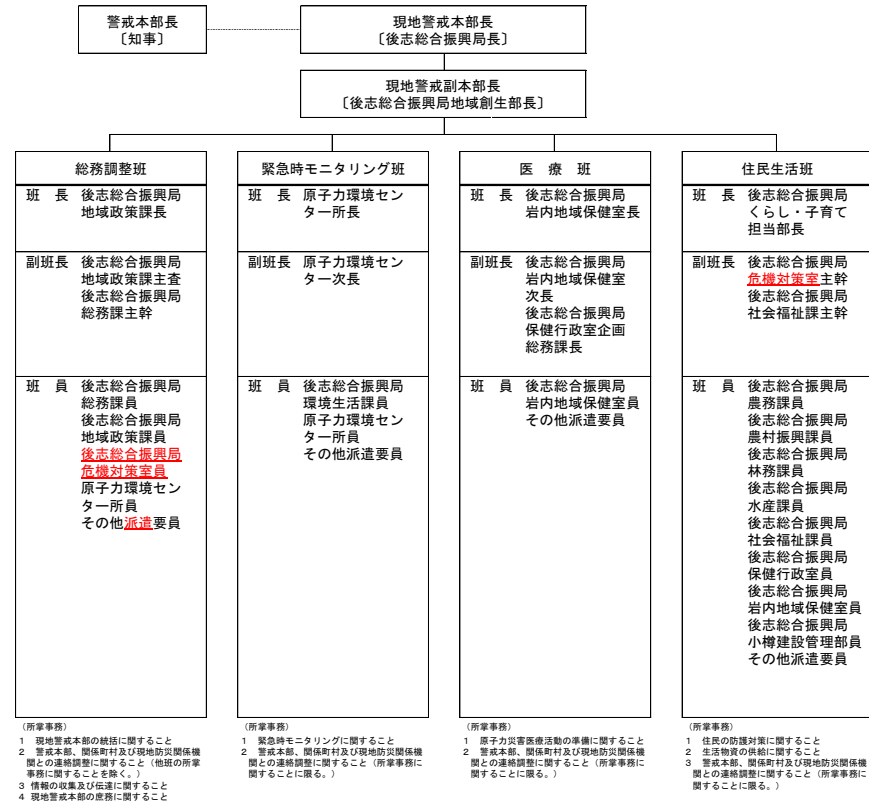 警戒本部長
〔知事〕
現地警戒本部長
〔後志総合振興局長〕
現地警戒副本部長
〔後志総合振興局地域創生部長〕
総務調整班
班　長　後志総合振興局
地域政策課長
副班長　後志総合振興局
地域政策課主査
後志総合振興局
総務課主幹
班　員　後志総合振興局
総務課員
後志総合振興局
地域政策課員
後志総合振興局
危機対策室員
原子力環境セン
ター所員
その他派遣要員
（所掌事務）
1　現地警戒本部の統括に関すること
2　警戒本部、関係町村及び現地防災関係機
関との連絡調整に関すること（他班の所掌
事務に関することを除く。）
3　情報の収集及び伝達に関すること
4　現地警戒本部の庶務に関すること
緊急時モニタリング班
班　長　原子力環境セン
ター所長
副班長　原子力環境セン
ター次長
班　員　後志総合振興局
環境生活課員
原子力環境セン
ター所員
その他派遣要員
（所掌事務）
1　緊急時モニタリングに関すること
2　警戒本部、関係町村及び現地防災関係機
関との連絡調整に関すること（所掌事務に
関することに限る。）
医　療　班
班　長　後志総合振興局
岩内地域保健室長
副班長　後志総合振興局
岩内地域保健室
次長
後志総合振興局
保健行政室企画
総務課長
班　員　後志総合振興局
岩内地域保健室員
その他派遣要員
（所掌事務）
1　原子力災害医療活動の準備に関すること
2　警戒本部、関係町村及び現地防災関係機
関との連絡調整に関すること（所掌事務に
関することに限る。）
住民生活班
班　長　後志総合振興局
くらし・子育て
担当部長
副班長　後志総合振興局
危機対策室主幹
後志総合振興局
社会福祉課主幹
班　員　後志総合振興局
農務課員
後志総合振興局
農村振興課員
後志総合振興局
林務課員
後志総合振興局
水産課員
後志総合振興局
社会福祉課員
後志総合振興局
保健行政室員
後志総合振興局
岩内地域保健室員
後志総合振興局
小樽建設管理部員
その他派遣要員
（所掌事務）
1　住民の防護対策に関すること
2　生活物資の供給に関すること
3　警戒本部、関係町村及び現地防災関係機
関との連絡調整に関すること（所掌事務に
関することに限る。）